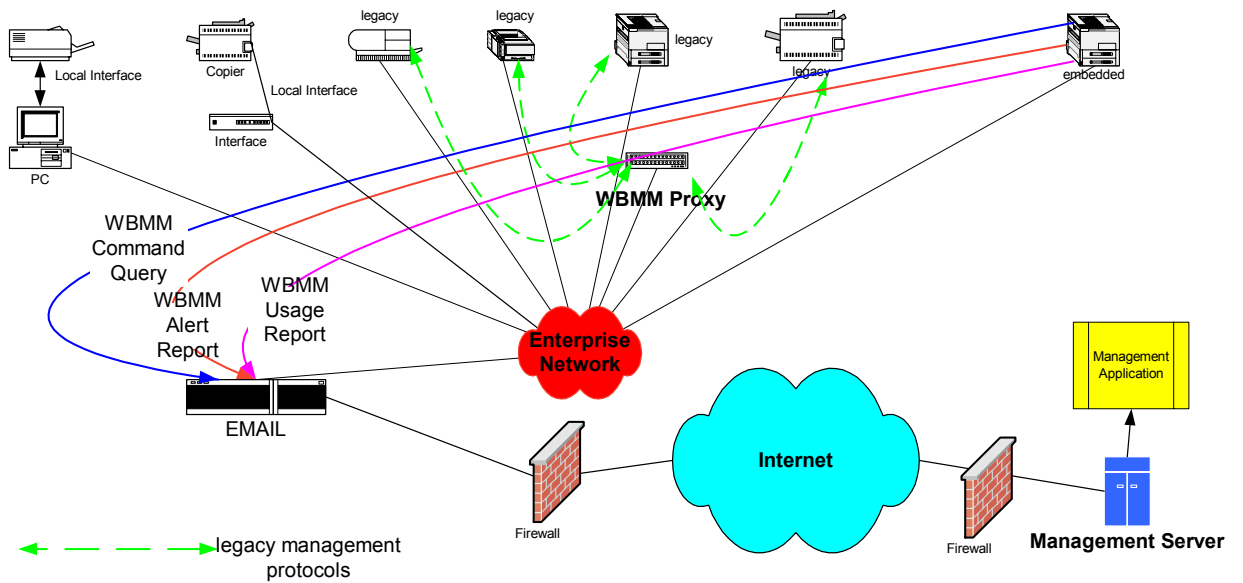 legacy
legacy
legacy
legacy
embedded
Local Interface
Copier
Local Interface
Interface
PC
WBMM Proxy
WBMM
Command
Query
WBMM
Alert
Report
WBMM
Usage
Report
Enterprise
Network
EMAIL
Management
Application
Internet
Firewall
Firewall
Management Server
legacy management
protocols